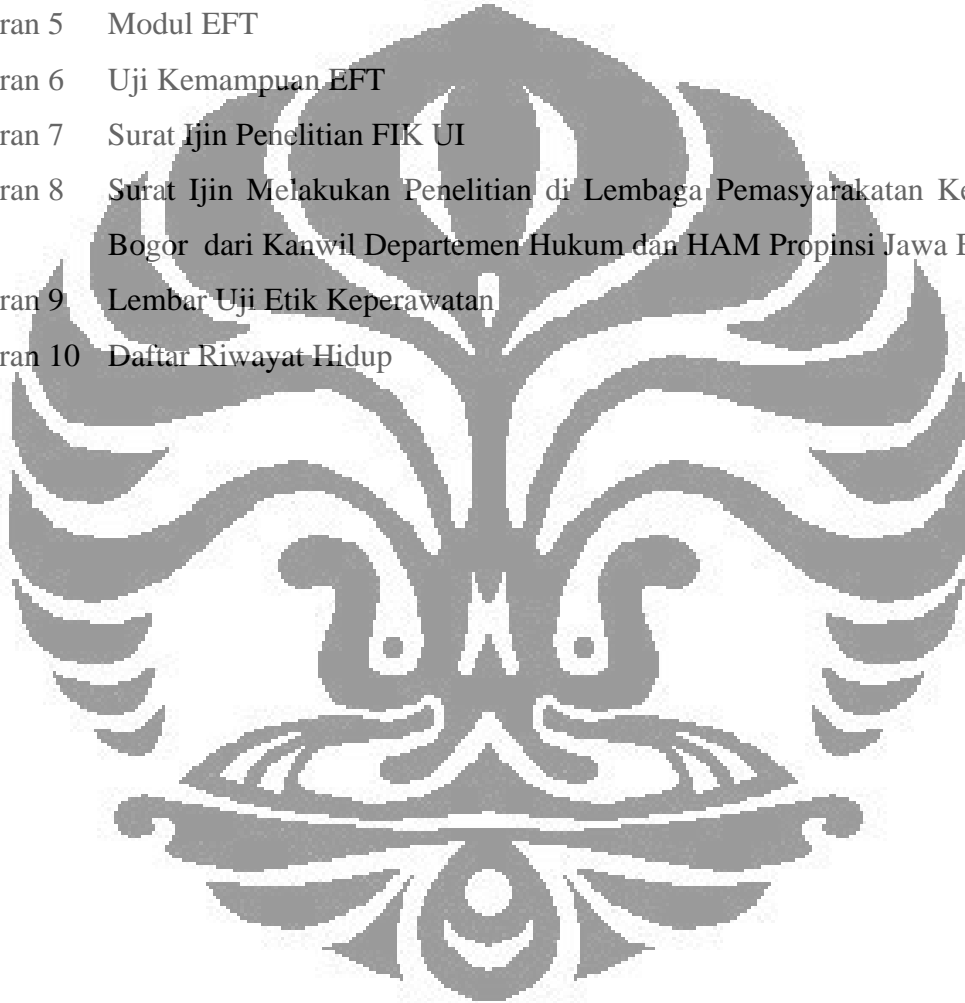 ran 5 Modul EFT
ran 6 Uji Kemampuan EFT
ran 7 Surat Ijin Penelitian FIK UI
ran 8 Surat Ijin Melakukan Penelitian di Lembaga Pemasyarakatan Ke
Bogor dari Kanwil Departemen Hukum dan HAM Propinsi Jawa B
ran 9 Lembar Uji Etik Keperawatan
ran 10 Daftar Riwayat Hidup